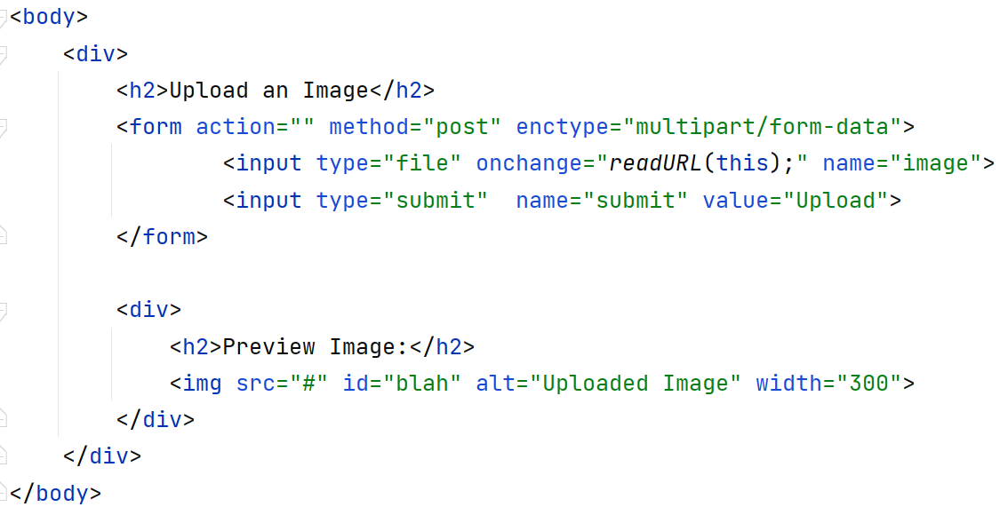 <body>
<div>
<h2>Upload an Image</h2>
<form action="" method="post" enctype="multipart/form-data">
<input type="file" onchange="readURL(this);" name="image">
<input type="submit"  name="submit" value="Upload">
</form>
<div>
<h2>Preview Image:</h2>
<img src="#" id="blah" alt="Uploaded Image" width="300">
</div>
</div>
</body>